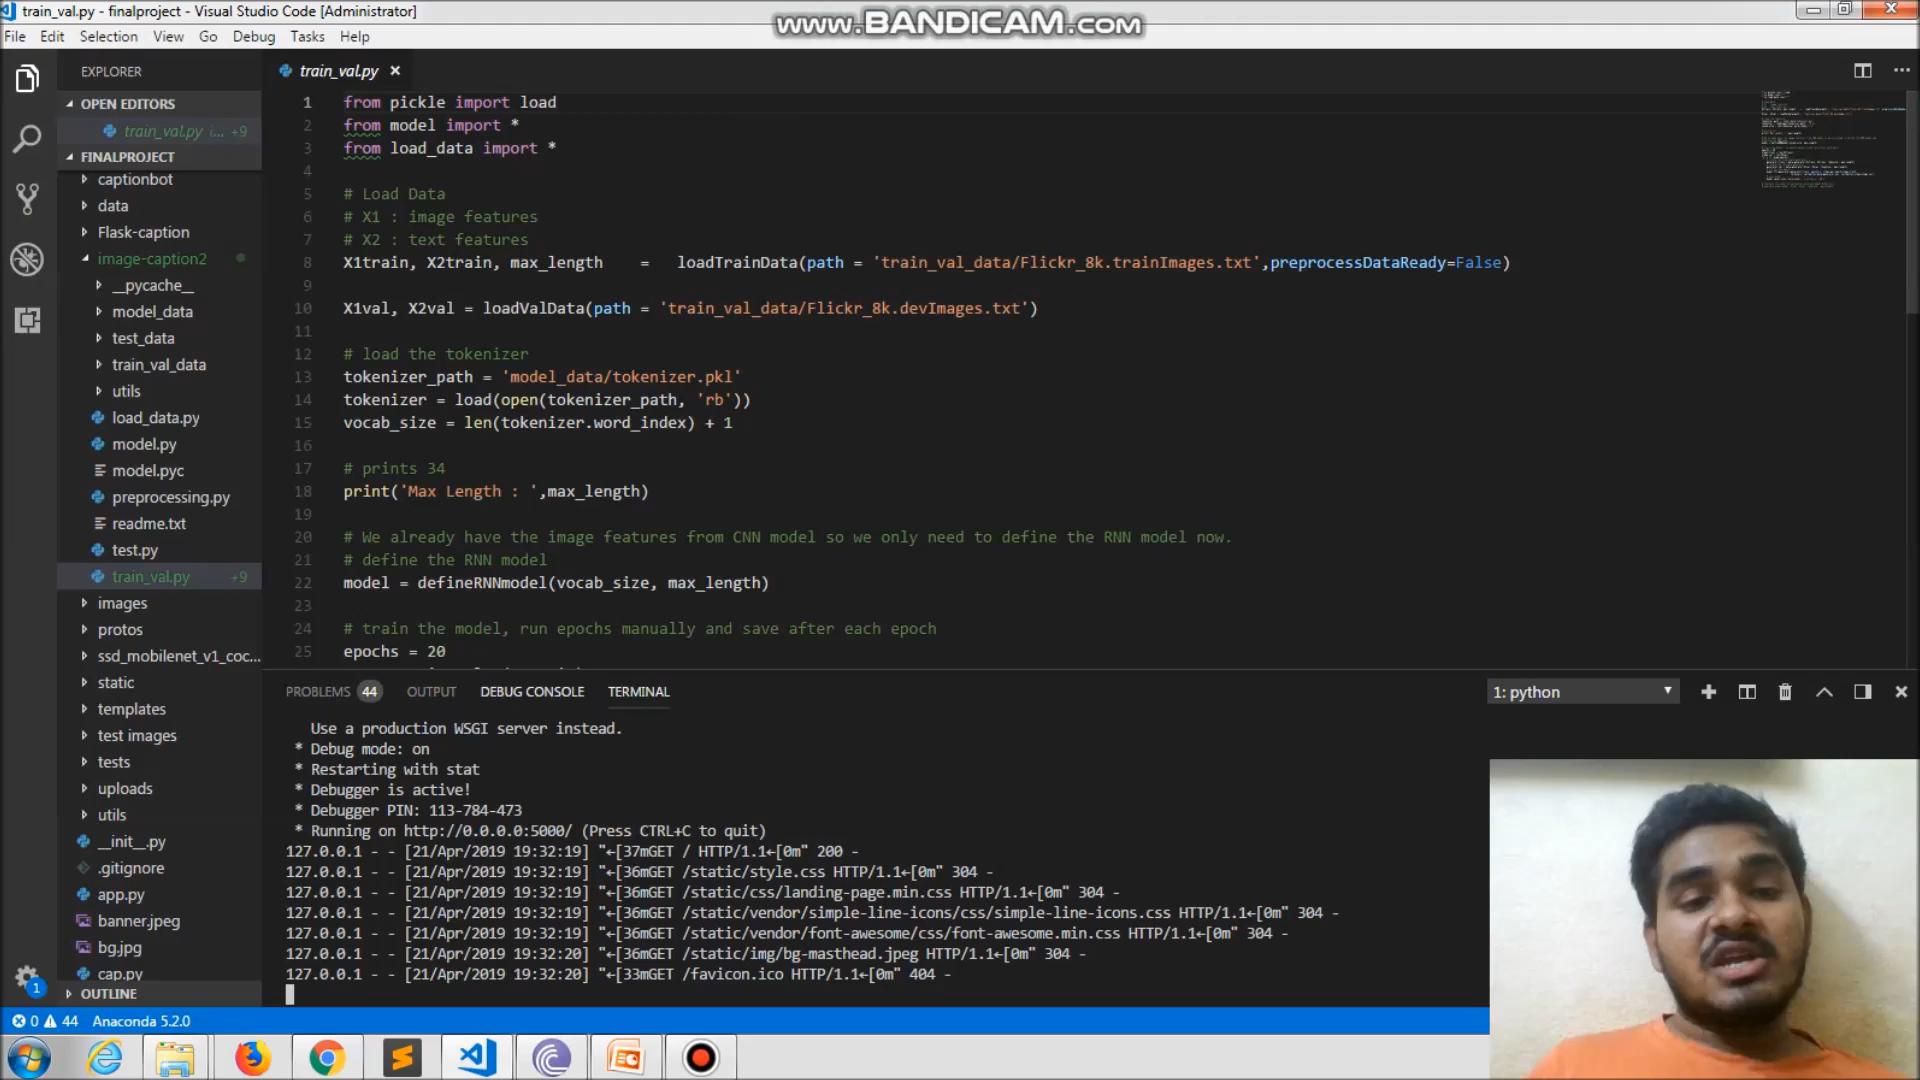 train_val.py - finalproject - Visual Studio Code [Administrator]
www.BANDICAM.com
File Edit Selection View Go Debug Tasks Help
EXPLORER
OPEN EDITORS
train_val.py i... +9
FINALPROJECT
captionbot
data
Flask-caption
image-caption2
__pycache__
model_data
test_data
train_val_data
utils
load_data.py
model.py
model.pyc
preprocessing.py
readme.txt
test.py
train_val.py +9
images
protos
ssd_mobilenet_v1_coc...
static
templates
test images
tests
uploads
utils
__init__.py
.gitignore
app.py
banner.jpeg
bg.jpg
cap.py
OUTLINE
train_val.py
1 from pickle import load
2 from model import *
3 from load_data import *
4
5 # Load Data
6 # X1 : image features
7 # X2 : text features
8 X1train, X2train, max_length = loadTrainData(path = 'train_val_data/Flickr_8k.trainImages.txt',preprocessDataReady=False)
9
10 X1val, X2val = loadValData(path = 'train_val_data/Flickr_8k.devImages.txt')
11
12 # load the tokenizer
13 tokenizer_path = 'model_data/tokenizer.pkl'
14 tokenizer = load(open(tokenizer_path, 'rb'))
15 vocab_size = len(tokenizer.word_index) + 1
16
17 # prints 34
18 print('Max Length : ',max_length)
19
20 # We already have the image features from CNN model so we only need to define the RNN model now.
21 # define the RNN model
22 model = defineRNNmodel(vocab_size, max_length)
23
24 # train the model, run epochs manually and save after each epoch
25 epochs = 20
PROBLEMS 44 OUTPUT DEBUG CONSOLE TERMINAL 1: python
Use a production WSGI server instead.
* Debug mode: on
* Restarting with stat
* Debugger is active!
* Debugger PIN: 113-784-473
* Running on http://0.0.0.0:5000/ (Press CTRL+C to quit)
127.0.0.1 - - [21/Apr/2019 19:32:19] "←[37mGET / HTTP/1.1←[0m" 200 -
127.0.0.1 - - [21/Apr/2019 19:32:19] "←[36mGET /static/style.css HTTP/1.1←[0m" 304 -
127.0.0.1 - - [21/Apr/2019 19:32:19] "←[36mGET /static/css/landing-page.min.css HTTP/1.1←[0m" 304 -
127.0.0.1 - - [21/Apr/2019 19:32:19] "←[36mGET /static/vendor/simple-line-icons/css/simple-line-icons.css HTTP/1.1←[0m" 304 -
127.0.0.1 - - [21/Apr/2019 19:32:19] "←[36mGET /static/vendor/font-awesome/css/font-awesome.min.css HTTP/1.1←[0m" 304 -
127.0.0.1 - - [21/Apr/2019 19:32:20] "←[36mGET /static/img/bg-masthead.jpeg HTTP/1.1←[0m" 304 -
127.0.0.1 - - [21/Apr/2019 19:32:20] "←[33mGET /favicon.ico HTTP/1.1←[0m" 404 -
1
0 44 Anaconda 5.2.0